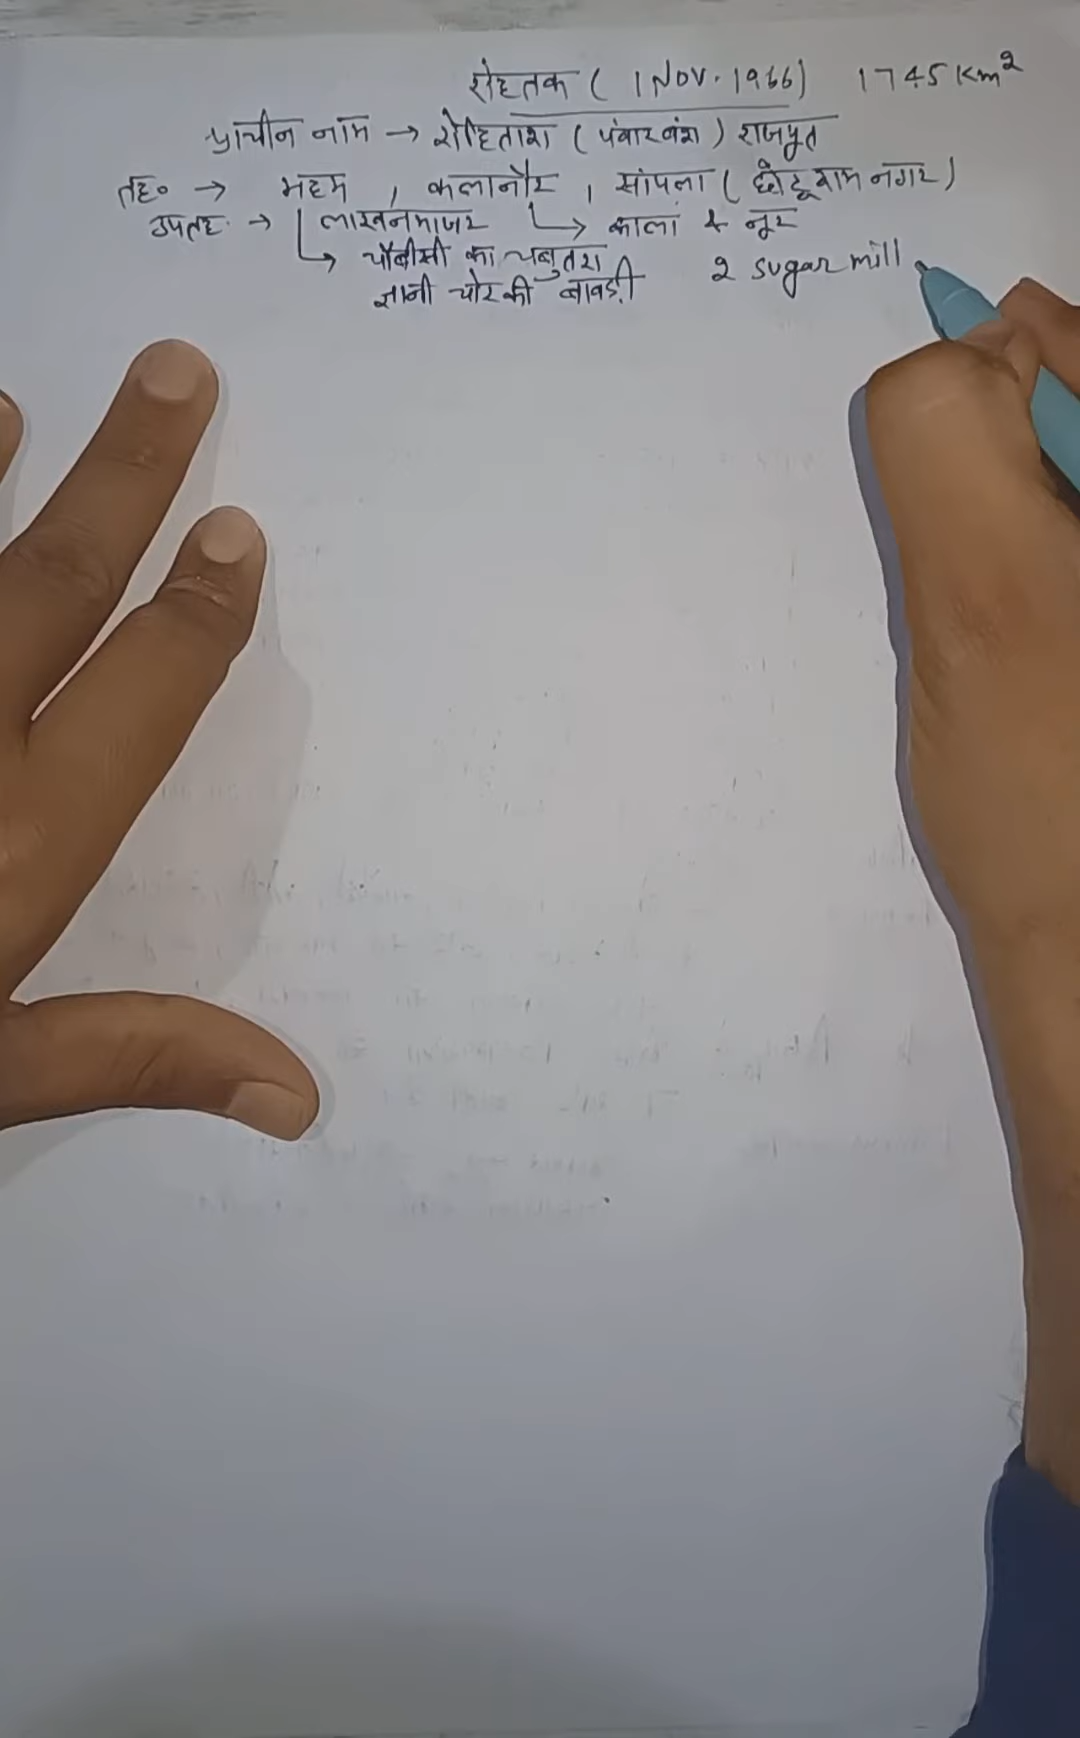 रोहतक ( 1 Nov. 1966) 1745 Km²
प्राचीन नाम → रोहिताश ( पंवार वंश ) राजपूत
तह० → महम , कलानौर , सांपला ( छोटू राम नगर )
उपतह. → लाखनमाजर → कालां & नूर
→ चौबीसी का चबुतरा 2 sugar mill
ज्ञानी चोर की बावड़ी